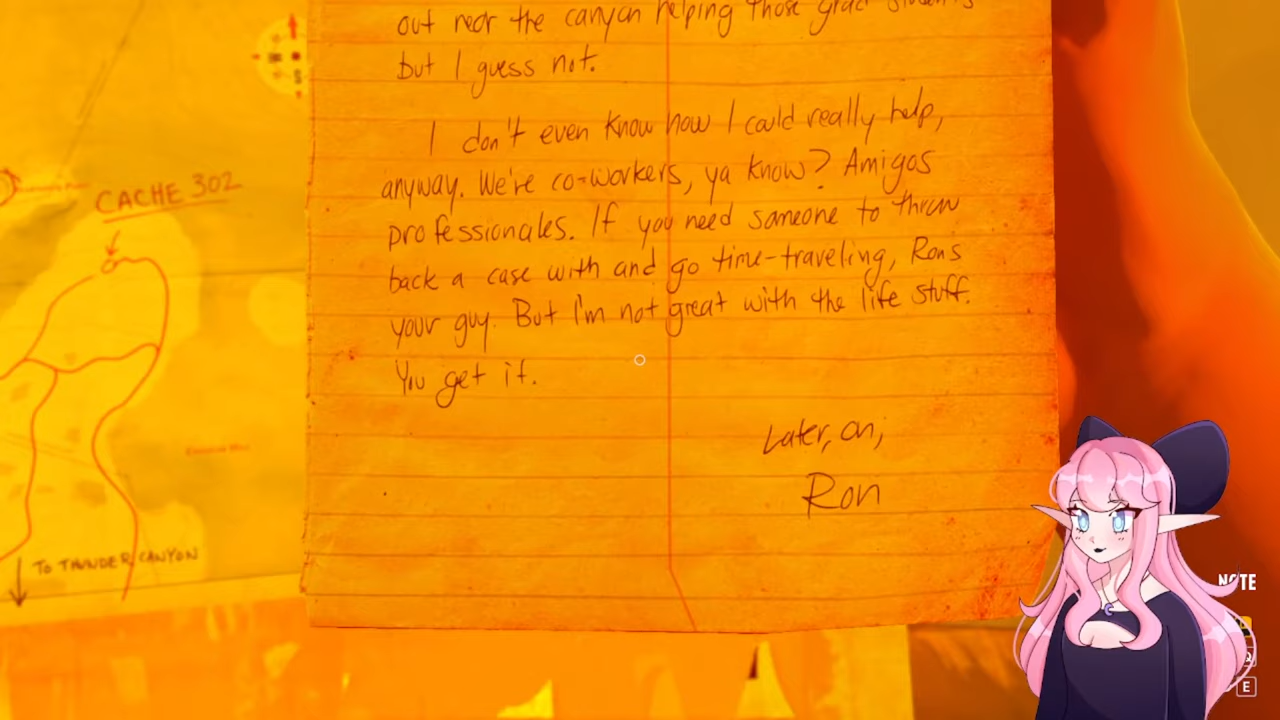 out near the canyon helping those grad students
but I guess not.
I don't even know how I could really help,
anyway. We're co-workers, ya know? Amigos
professionales. If you need someone to throw
back a case with and go time-traveling, Ron's
your guy. But I'm not great with the life stuff.
You get it.
Later, on,
Ron
CACHE 302
TO THUNDER CANYON
NOTE
E